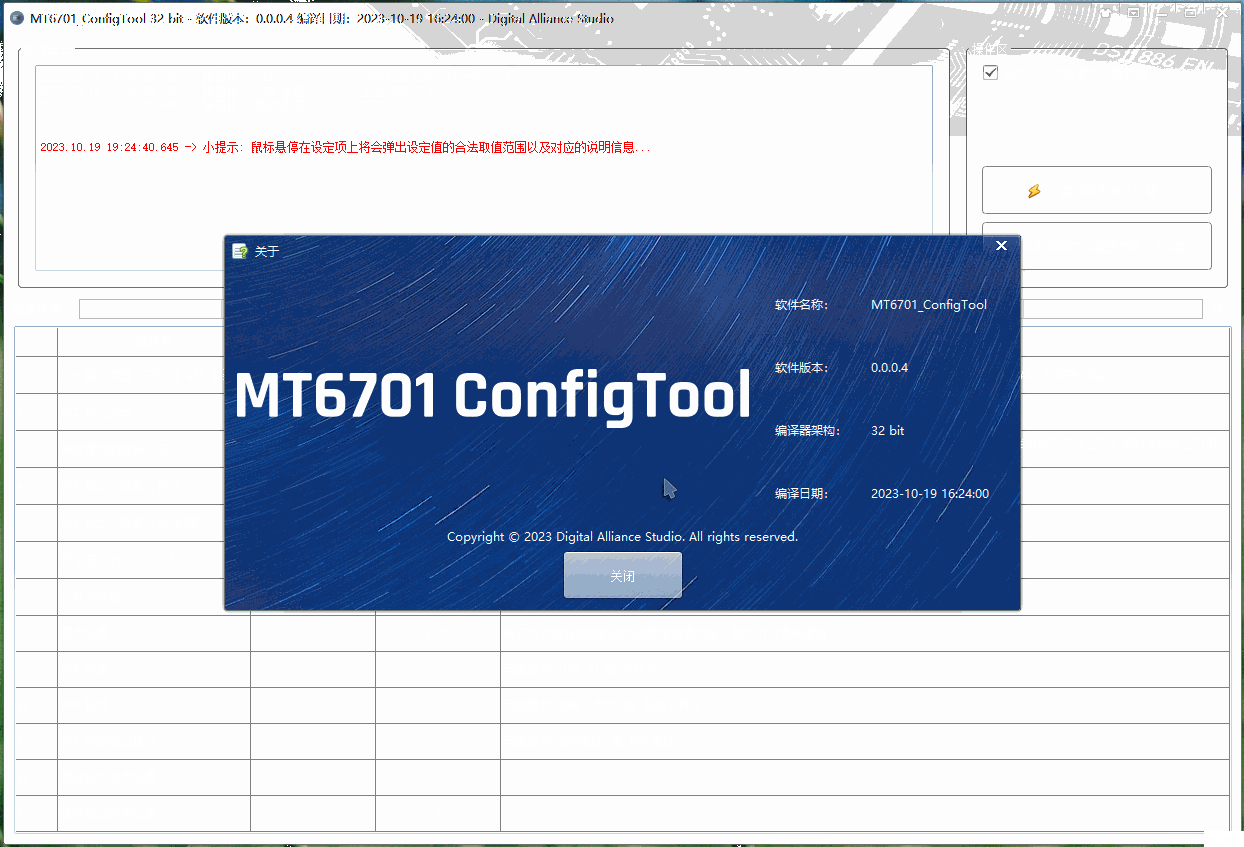 MT6701_ConfigTool 32 bit - 软件版本: 0.0.0.4 编译日期: 2023-10-19 16:24:00 - Digital Alliance Studio
操作区
2023.10.19 19:24:40.645 -> 小提示: 鼠标悬停在设定项上将会弹出设定值的合法取值范围以及对应的说明信息...
关于
软件名称: MT6701_ConfigTool
软件版本: 0.0.0.4
MT6701 ConfigTool
编译器架构: 32 bit
编译日期: 2023-10-19 16:24:00
Copyright © 2023 Digital Alliance Studio. All rights reserved.
关闭